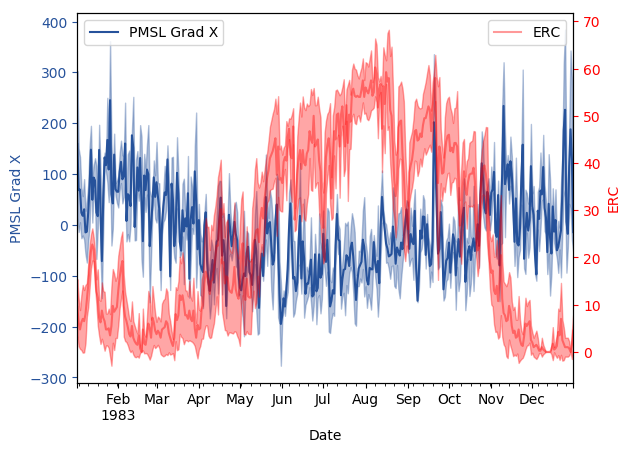 PMSL Grad X
ERC
400
300
200
100
0
−100
−200
−300
PMSL Grad X
70
60
50
40
30
20
10
0
ERC
Feb Mar Apr May Jun Jul Aug Sep Oct Nov Dec
1983
Date